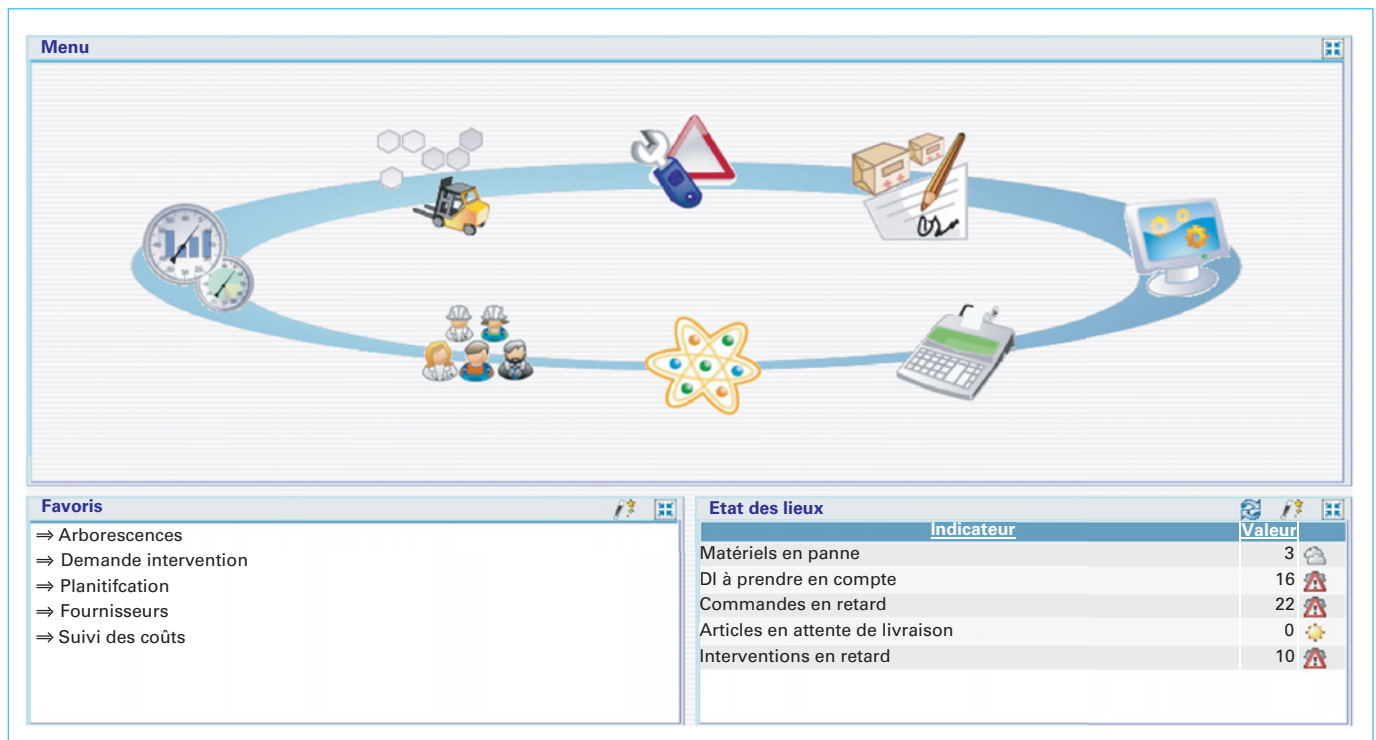 Menu
Favoris
⇒ Arborescences
⇒ Demande intervention
⇒ Planitifcation
⇒ Fournisseurs
⇒ Suivi des coûts
Etat des lieux
Indicateur Valeur
Matériels en panne 3
DI à prendre en compte 16
Commandes en retard 22
Articles en attente de livraison 0
Interventions en retard 10